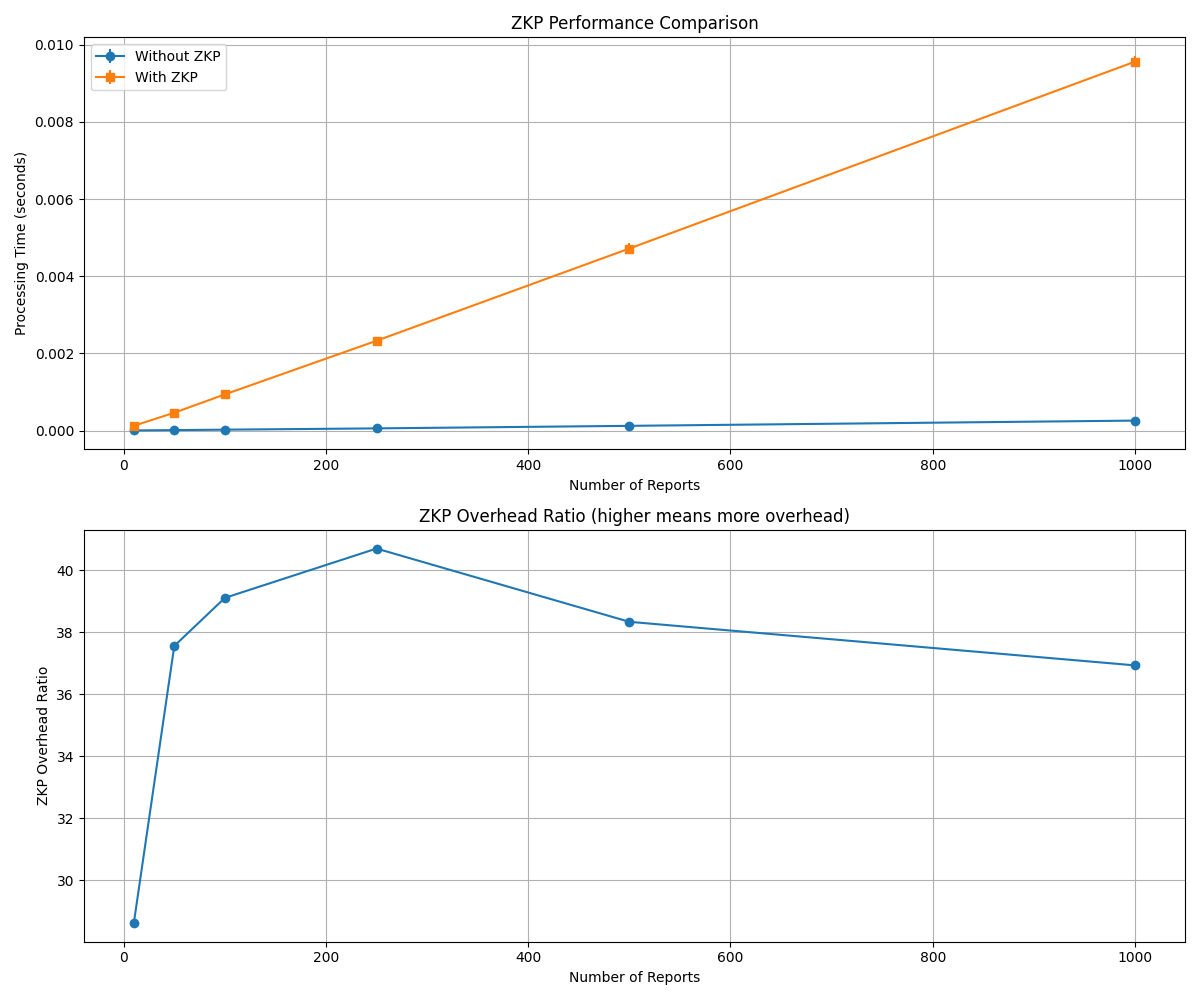 ZKP Performance Comparison
Without ZKP
With ZKP
Processing Time (seconds)
0.010
0.008
0.006
0.004
0.002
0.000
0 200 400 600 800 1000
Number of Reports
ZKP Overhead Ratio (higher means more overhead)
ZKP Overhead Ratio
40
38
36
34
32
30
0 200 400 600 800 1000
Number of Reports